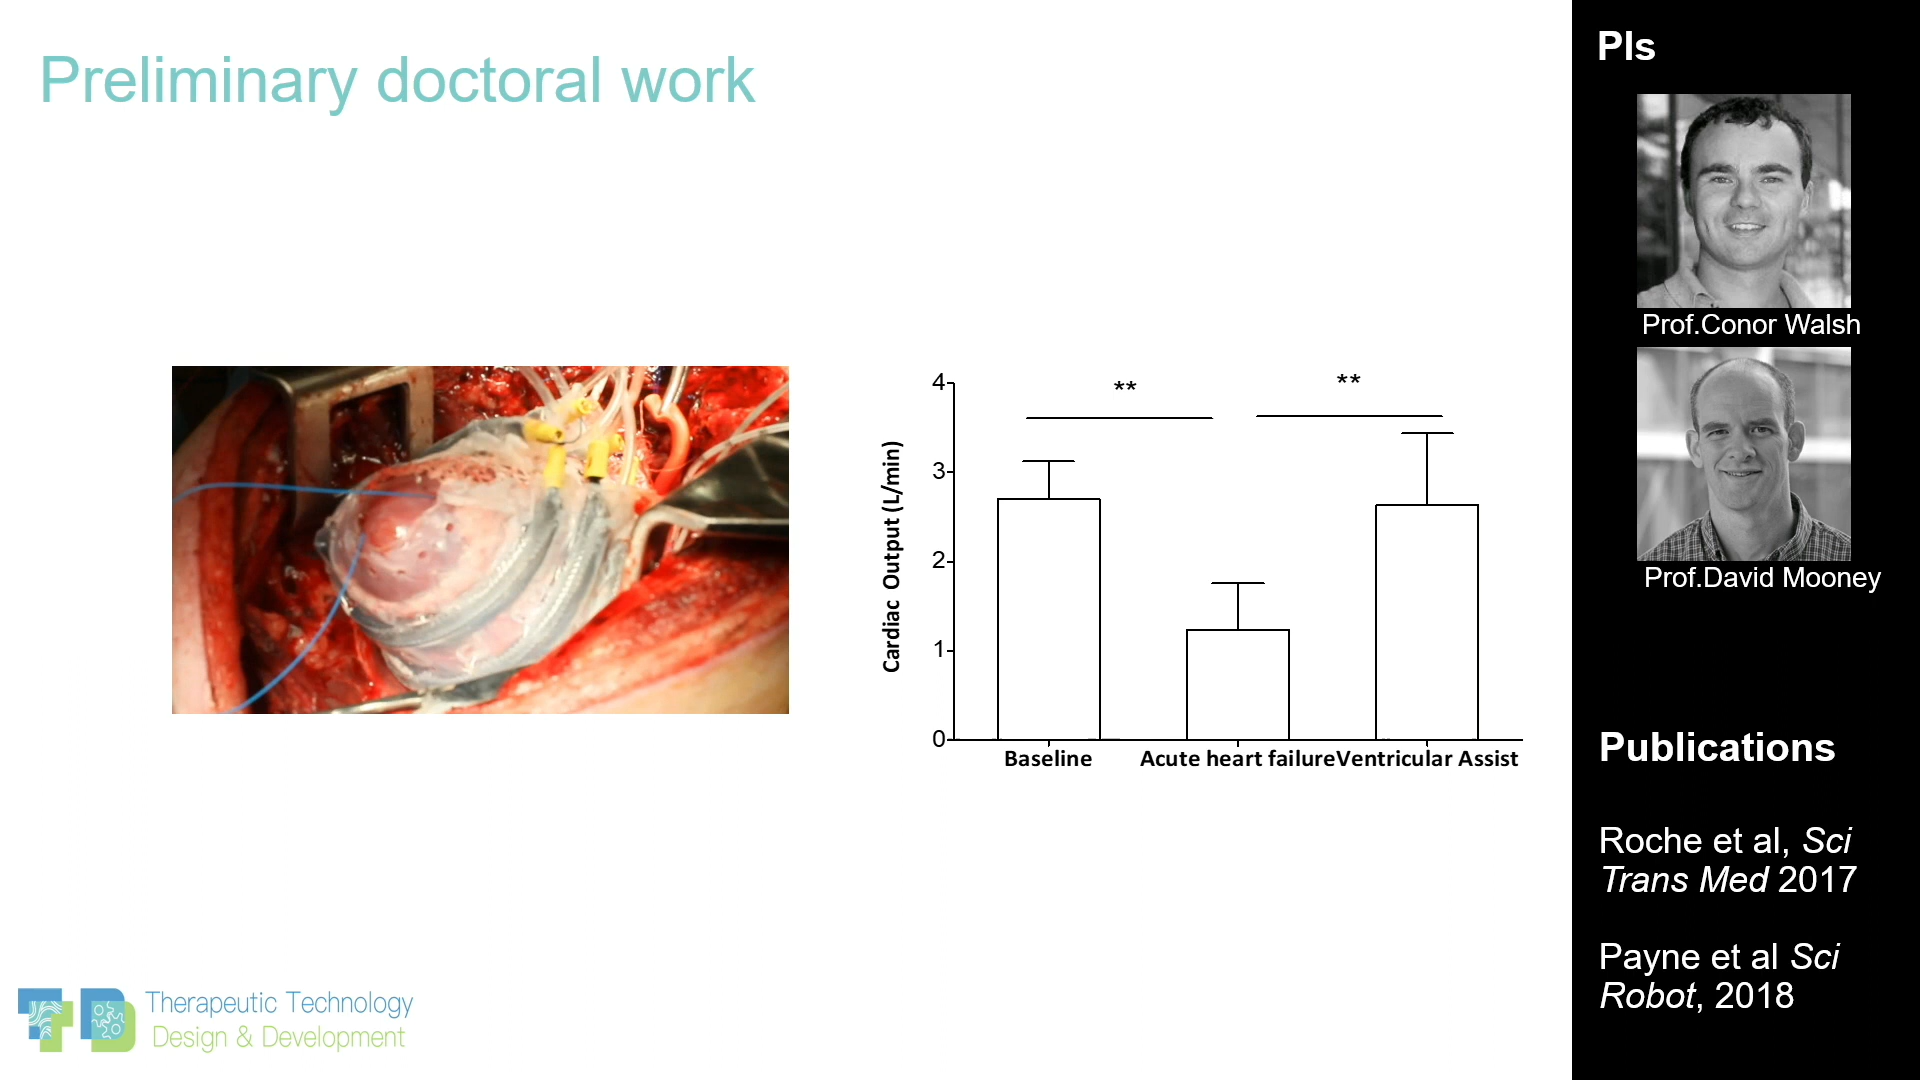 Preliminary doctoral work
4
3
2
1
0
Cardiac Output (L/min)
**
**
Baseline
Acute heart failure
Ventricular Assist
Therapeutic Technology
Design & Development
PIs
Prof.Conor Walsh
Prof.David Mooney
Publications
Roche et al, Sci
Trans Med 2017
Payne et al Sci
Robot, 2018